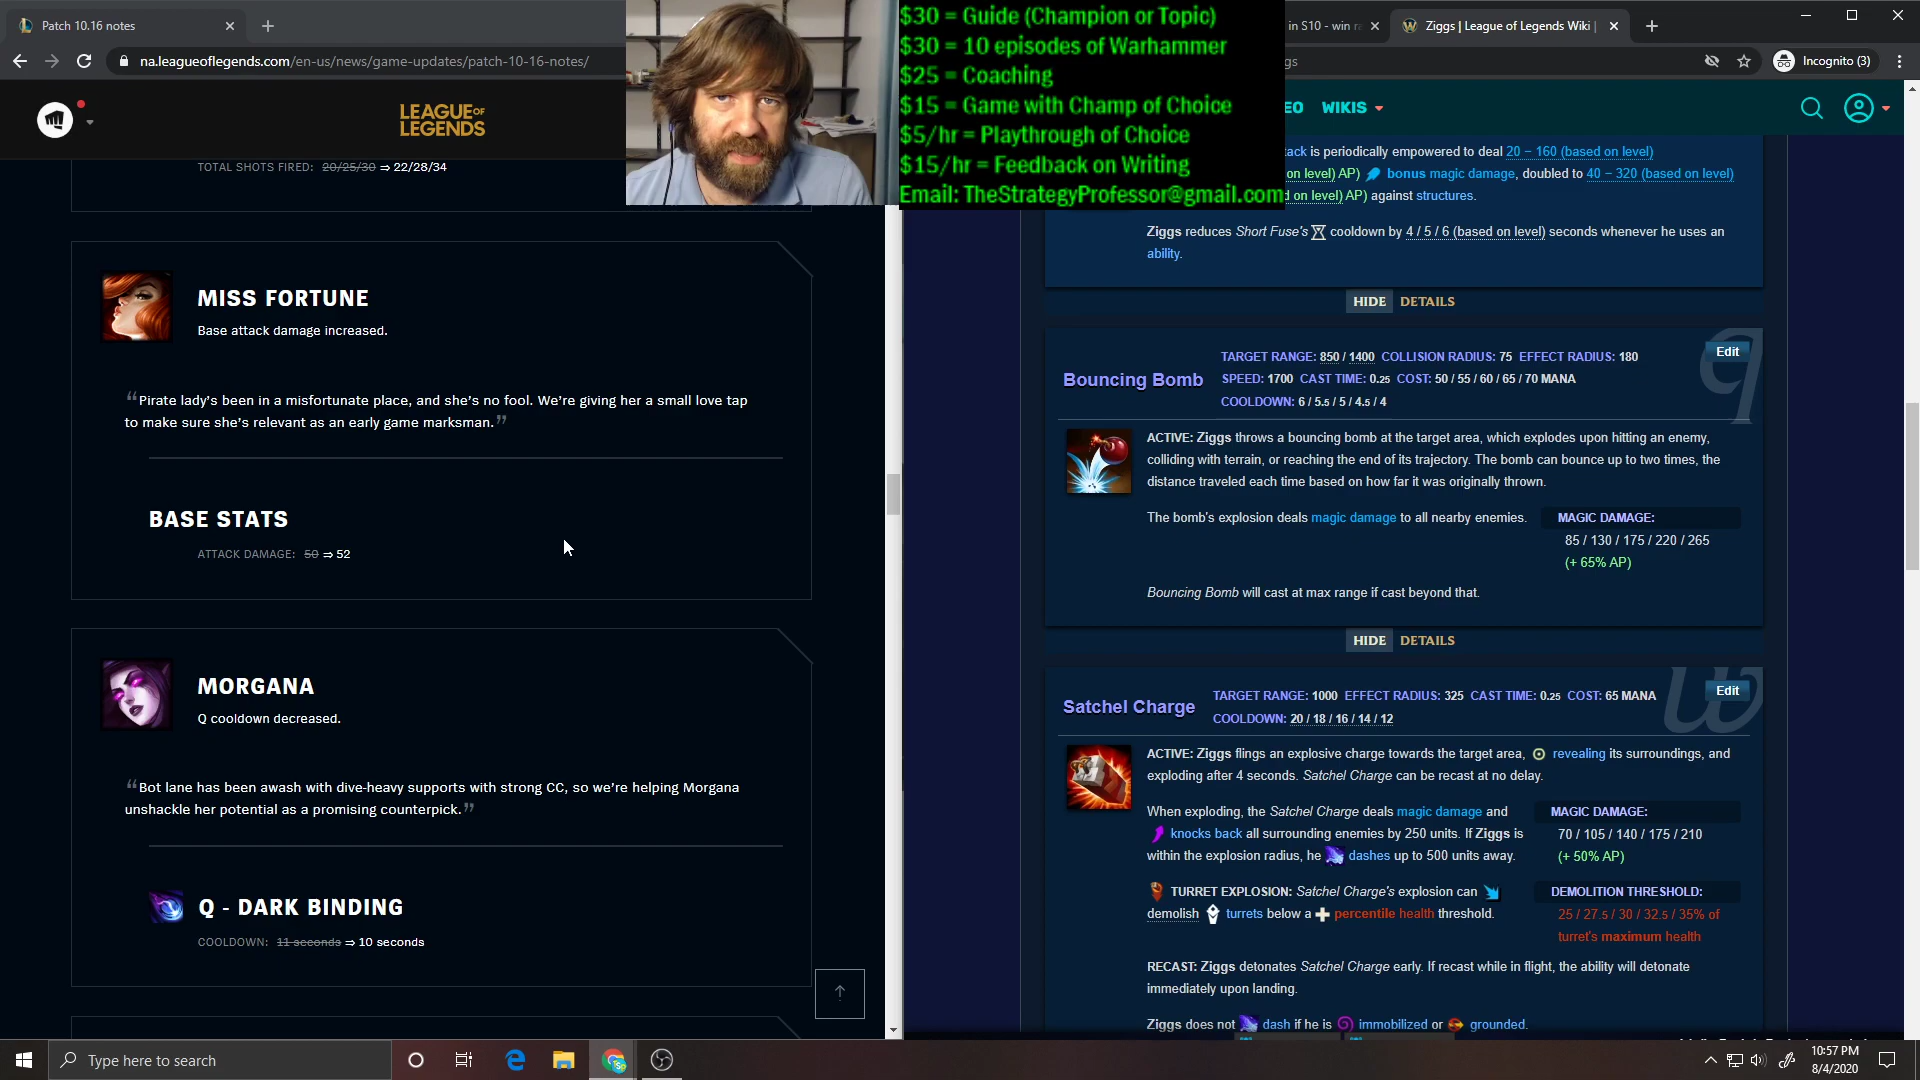 Patch 10.16 notes
in S10 - win ra
Ziggs | League of Legends Wiki |
na.leagueoflegends.com/en-us/news/game-updates/patch-10-16-notes/
gs
Incognito (3)
$30 = Guide (Champion or Topic)
$30 = 10 episodes of Warhammer
$25 = Coaching
$15 = Game with Champ of Choice
$5/hr = Playthrough of Choice
$15/hr = Feedback on Writing
Email: TheStrategyProfessor@gmail.com
LEAGUE OF
LEGENDS
TOTAL SHOTS FIRED: 20/25/30 ⇒ 22/28/34
MISS FORTUNE
Base attack damage increased.
“Pirate lady's been in a misfortunate place, and she's no fool. We're giving her a small love tap
to make sure she's relevant as an early game marksman.”
BASE STATS
ATTACK DAMAGE: 50 ⇒ 52
MORGANA
Q cooldown decreased.
“Bot lane has been awash with dive-heavy supports with strong CC, so we're helping Morgana
unshackle her potential as a promising counterpick.”
Q - DARK BINDING
COOLDOWN: 11 seconds ⇒ 10 seconds
EO WIKIS
ack is periodically empowered to deal 20 − 160 (based on level)
on level) AP) bonus magic damage, doubled to 40 − 320 (based on level)
d on level) AP) against structures.
Ziggs reduces Short Fuse's cooldown by 4 / 5 / 6 (based on level) seconds whenever he uses an
ability.
HIDE DETAILS
Bouncing Bomb
TARGET RANGE: 850 / 1400 COLLISION RADIUS: 75 EFFECT RADIUS: 180
SPEED: 1700 CAST TIME: 0.25 COST: 50 / 55 / 60 / 65 / 70 MANA
COOLDOWN: 6 / 5.5 / 5 / 4.5 / 4
Edit
q
ACTIVE: Ziggs throws a bouncing bomb at the target area, which explodes upon hitting an enemy,
colliding with terrain, or reaching the end of its trajectory. The bomb can bounce up to two times, the
distance traveled each time based on how far it was originally thrown.
The bomb's explosion deals magic damage to all nearby enemies.
MAGIC DAMAGE:
85 / 130 / 175 / 220 / 265
(+ 65% AP)
Bouncing Bomb will cast at max range if cast beyond that.
HIDE DETAILS
Satchel Charge
TARGET RANGE: 1000 EFFECT RADIUS: 325 CAST TIME: 0.25 COST: 65 MANA
COOLDOWN: 20 / 18 / 16 / 14 / 12
Edit
w
ACTIVE: Ziggs flings an explosive charge towards the target area, revealing its surroundings, and
exploding after 4 seconds. Satchel Charge can be recast at no delay.
When exploding, the Satchel Charge deals magic damage and
knocks back all surrounding enemies by 250 units. If Ziggs is
within the explosion radius, he dashes up to 500 units away.
MAGIC DAMAGE:
70 / 105 / 140 / 175 / 210
(+ 50% AP)
TURRET EXPLOSION: Satchel Charge's explosion can
demolish turrets below a percentile health threshold.
DEMOLITION THRESHOLD:
25 / 27.5 / 30 / 32.5 / 35% of
turret's maximum health
RECAST: Ziggs detonates Satchel Charge early. If recast while in flight, the ability will detonate
immediately upon landing.
Ziggs does not dash if he is immobilized or grounded.
Type here to search
10:57 PM
8/4/2020